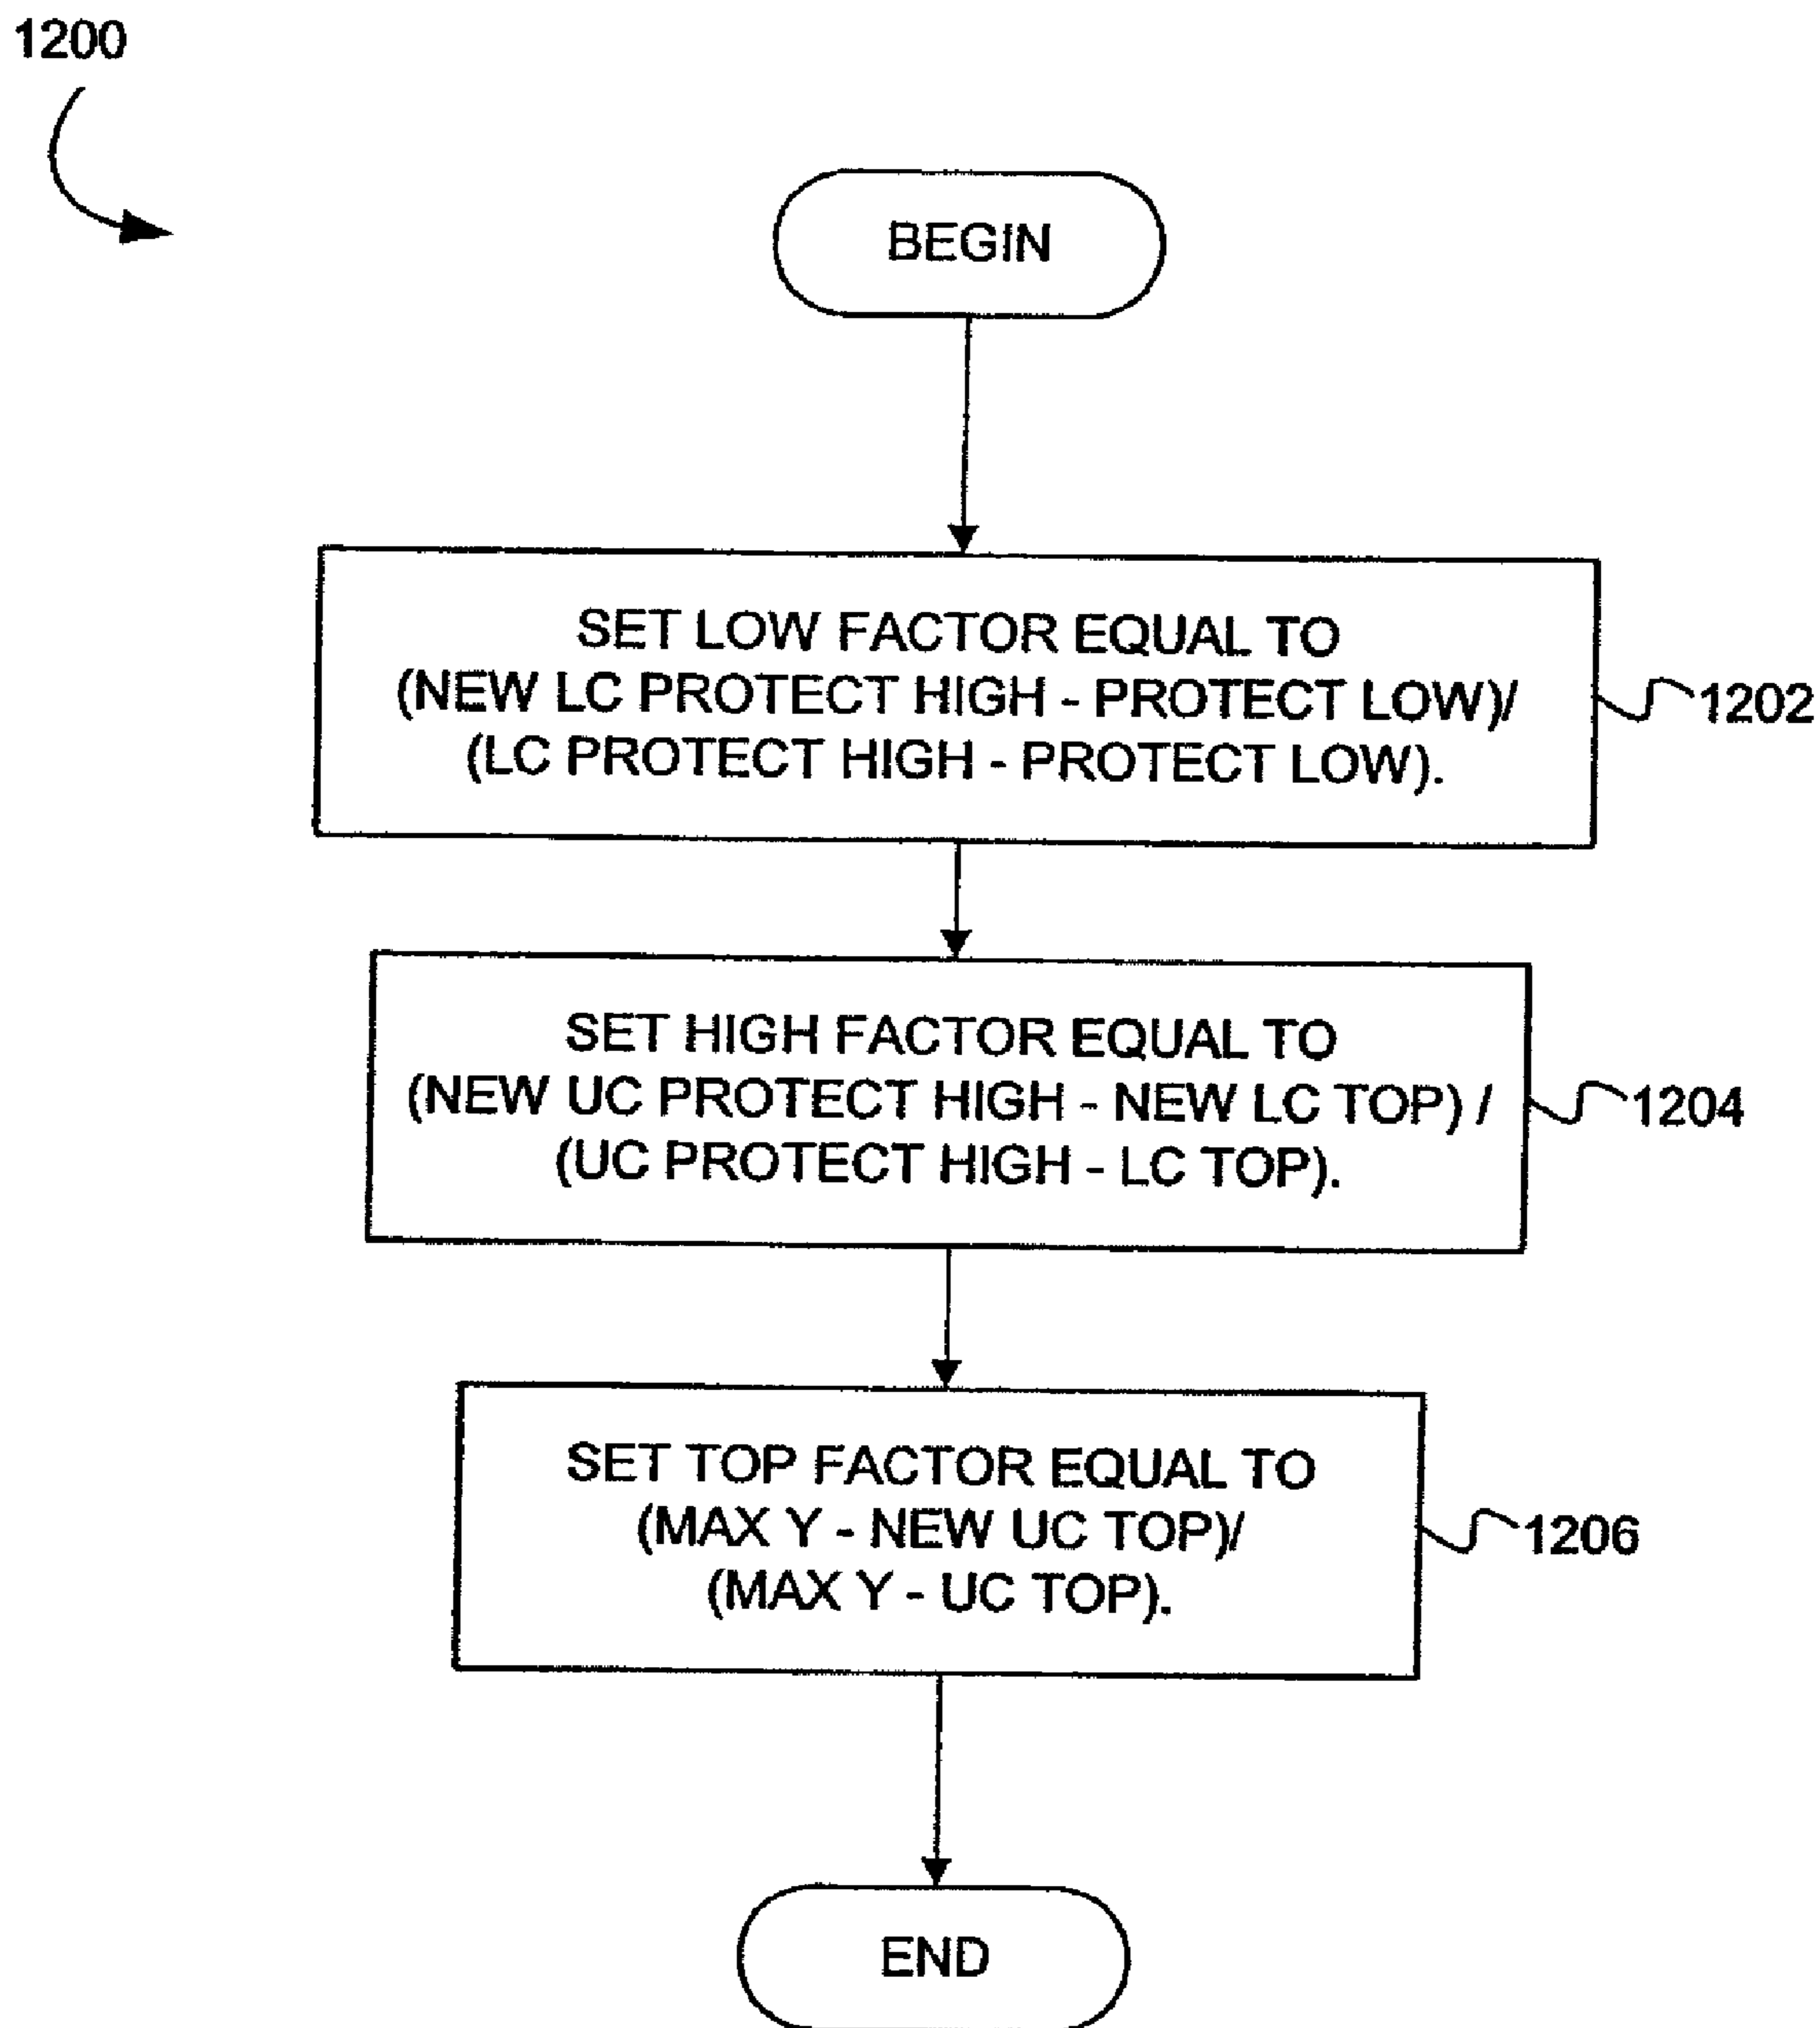 1200
BEGIN
SET LOW FACTOR EQUAL TO
(NEW LC PROTECT HIGH - PROTECT LOW)/
(LC PROTECT HIGH - PROTECT LOW).
1202
SET HIGH FACTOR EQUAL TO
(NEW UC PROTECT HIGH - NEW LC TOP) /
(UC PROTECT HIGH - LC TOP).
1204
SET TOP FACTOR EQUAL TO
(MAX Y - NEW UC TOP)/
(MAX Y - UC TOP).
1206
END